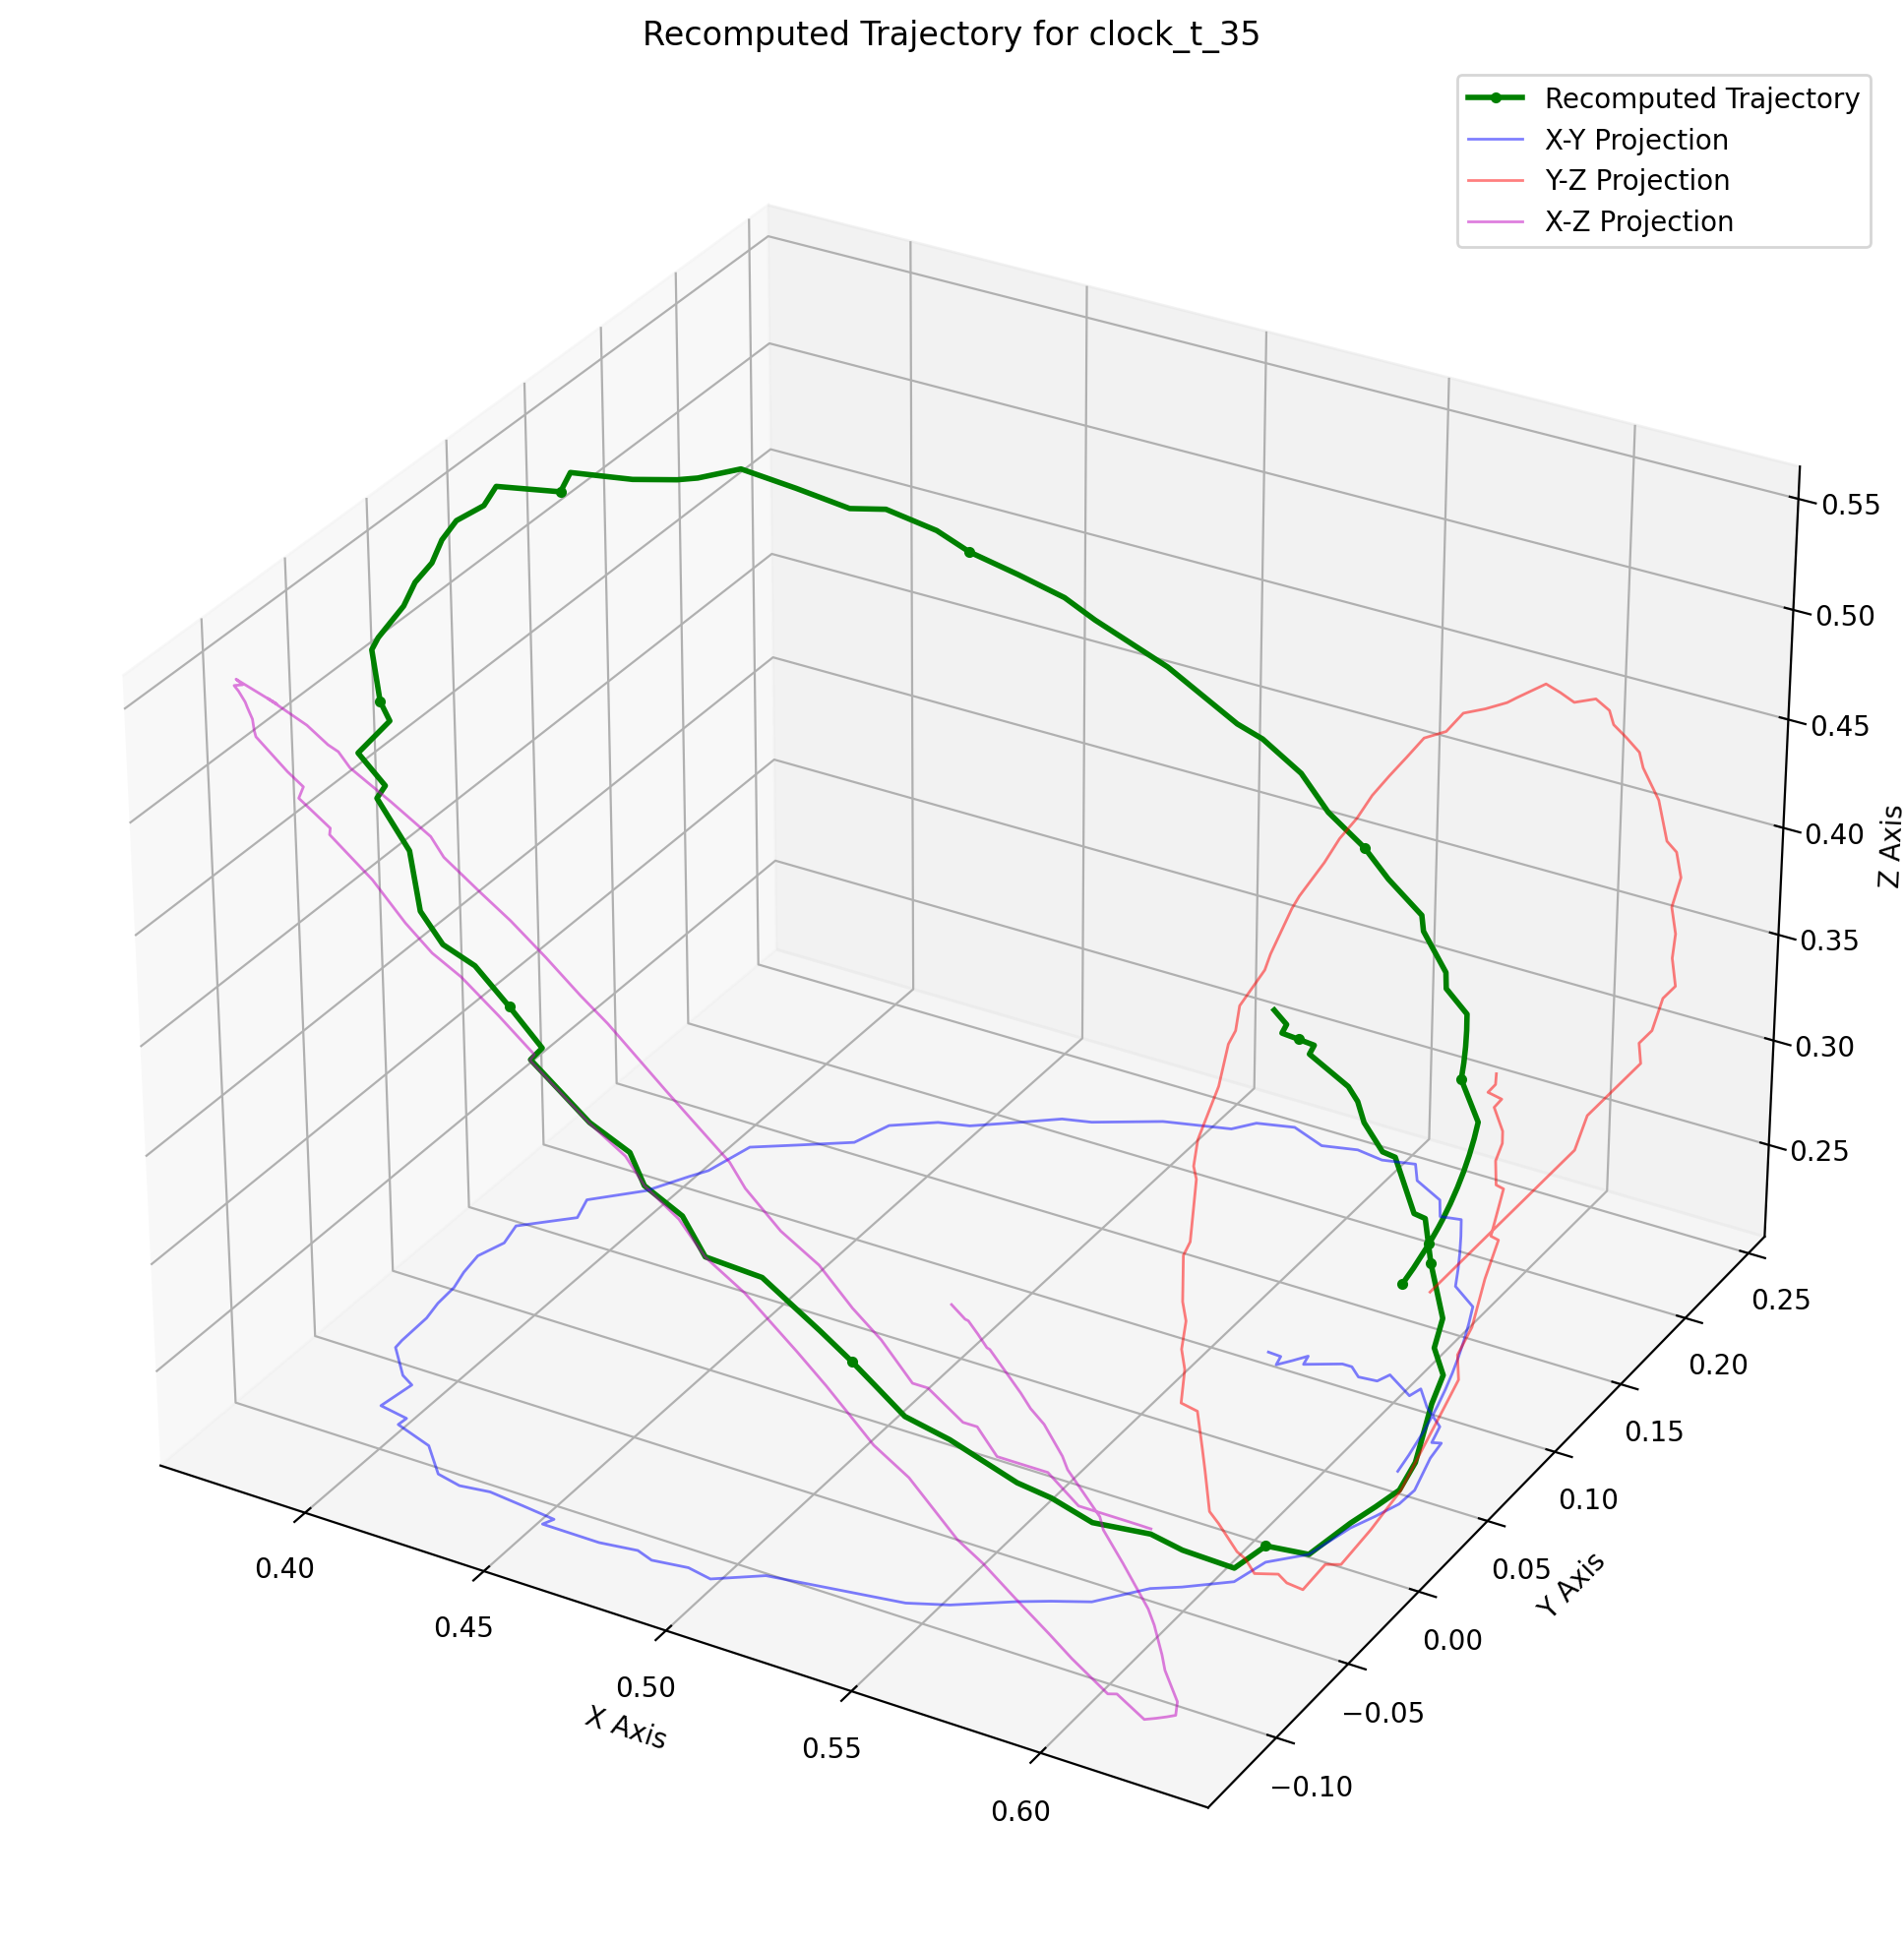 Recomputed Trajectory for clock_t_35
Recomputed Trajectory
X-Y Projection
Y-Z Projection
X-Z Projection
0.55
0.50
0.45
0.40
0.35
0.30
0.25
Z Axis
0.25
0.20
0.15
0.10
0.05
0.00
−0.05
−0.10
Y Axis
0.40
0.45
0.50
0.55
0.60
X Axis